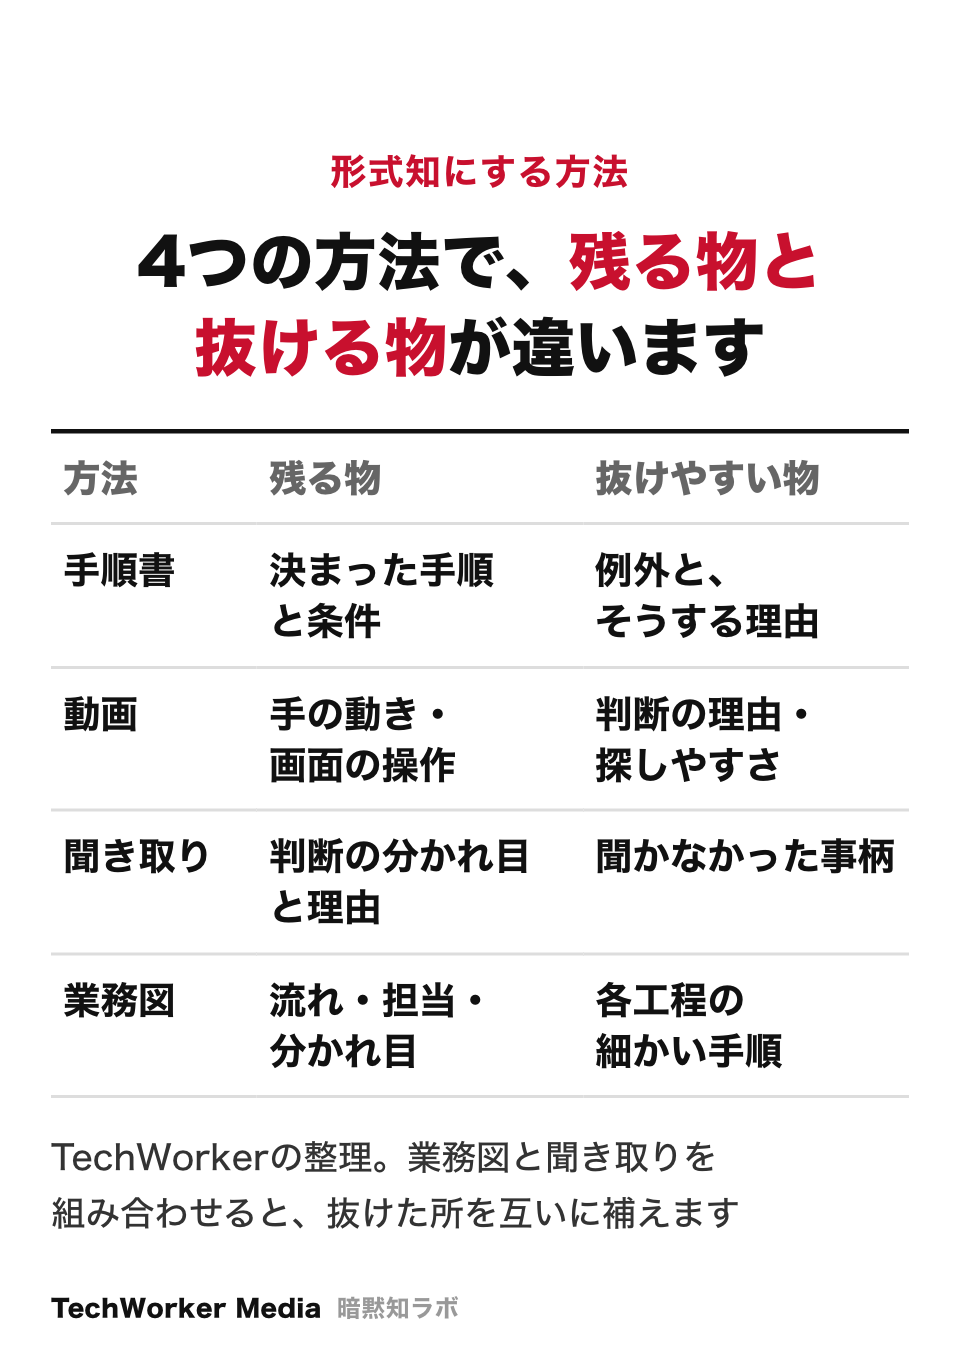 形式知にする方法
4つの方法で、残る物と
抜ける物が違います
方法 残る物 抜けやすい物
手順書 決まった手順 例外と、
と条件 そうする理由
動画 手の動き・ 判断の理由・
画面の操作 探しやすさ
聞き取り 判断の分かれ目 聞かなかった事柄
と理由
業務図 流れ・担当・ 各工程の
分かれ目 細かい手順
TechWorkerの整理。業務図と聞き取りを
組み合わせると、抜けた所を互いに補えます
TechWorker Media 暗黙知ラボ